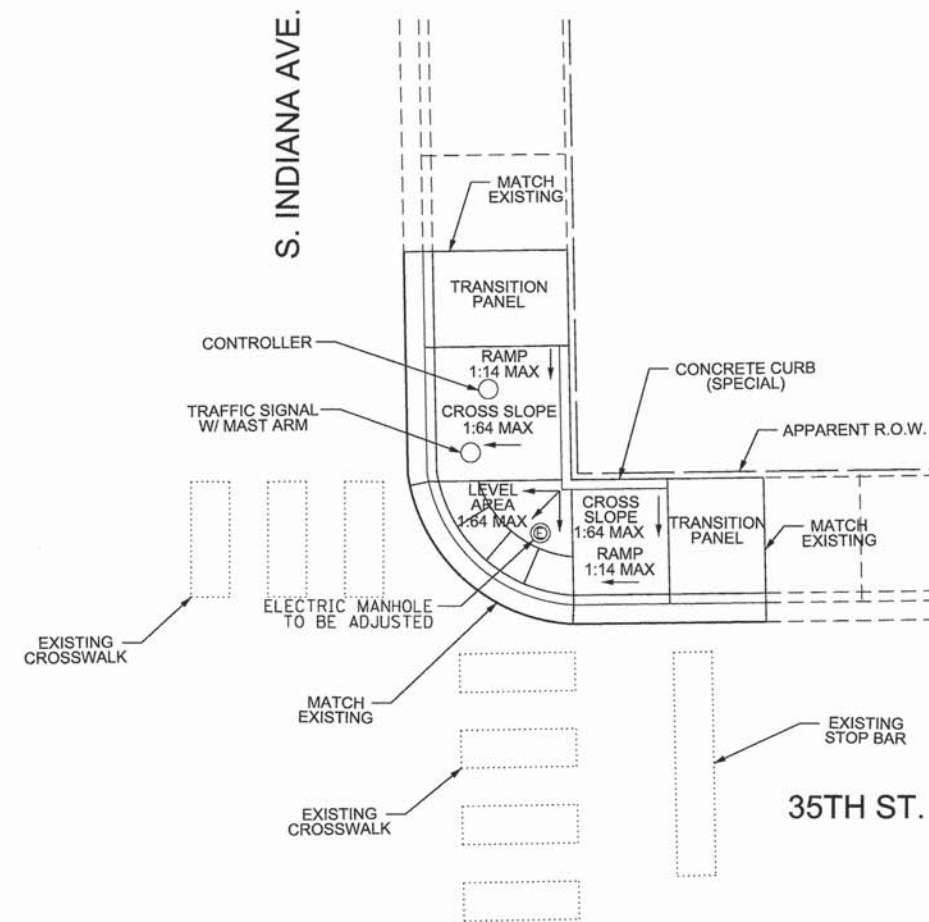 S. INDIANA AVE.
MATCH
EXISTING
TRANSITION
PANEL
CONTROLLER
RAMP
1:14 MAX
CONCRETE CURB
(SPECIAL)
TRAFFIC SIGNAL
W/ MAST ARM
CROSS SLOPE
1:64 MAX
APPARENT R.O.W.
LEVEL
AREA
1:64 MAX
CROSS
SLOPE
1:64 MAX
RAMP
1:14 MAX
TRANSITION
PANEL
MATCH
EXISTING
E
ELECTRIC MANHOLE
TO BE ADJUSTED
EXISTING
CROSSWALK
MATCH
EXISTING
EXISTING
STOP BAR
EXISTING
CROSSWALK
35TH ST.